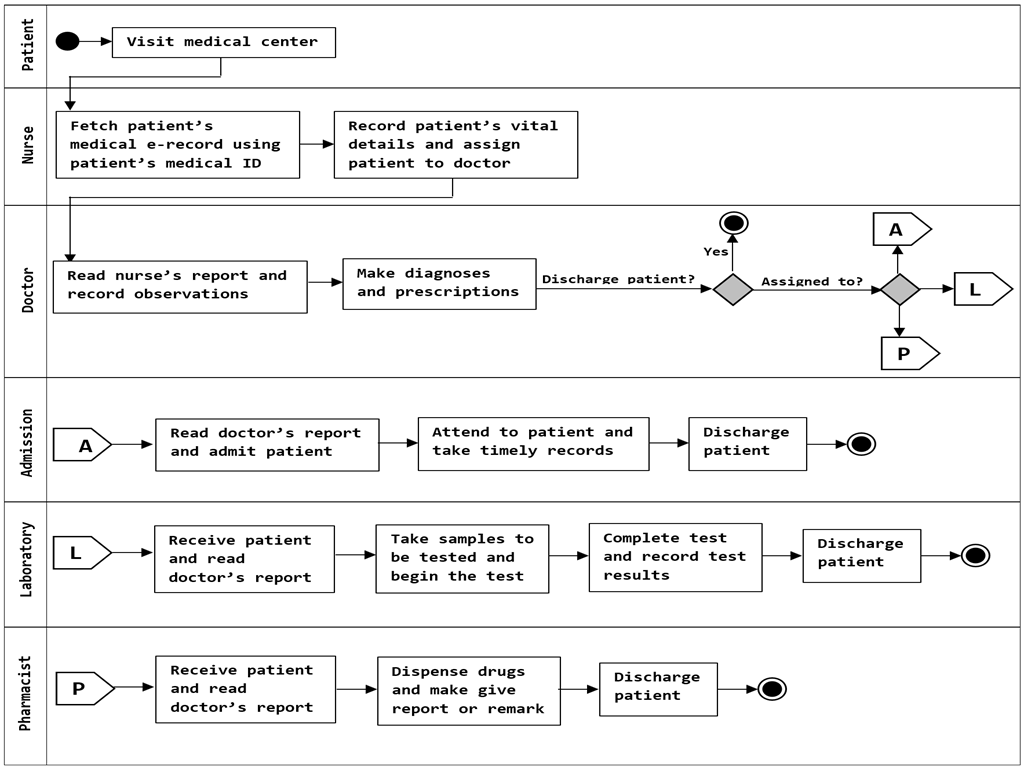 Patient
Visit medical center
Nurse
Fetch patient's
medical e-record using
patient's medical ID
Record patient's vital
details and assign
patient to doctor
Doctor
Read nurse's report and
record observations
Make diagnoses
and prescriptions
Discharge patient?
Yes
Assigned to?
A
L
P
Admission
A
Read doctor's report
and admit patient
Attend to patient and
take timely records
Discharge
patient
Laboratory
L
Receive patient
and read
doctor's report
Take samples to
be tested and
begin the test
Complete test
and record test
results
Discharge
patient
Pharmacist
P
Receive patient
and read
doctor's report
Dispense drugs
and make give
report or remark
Discharge
patient